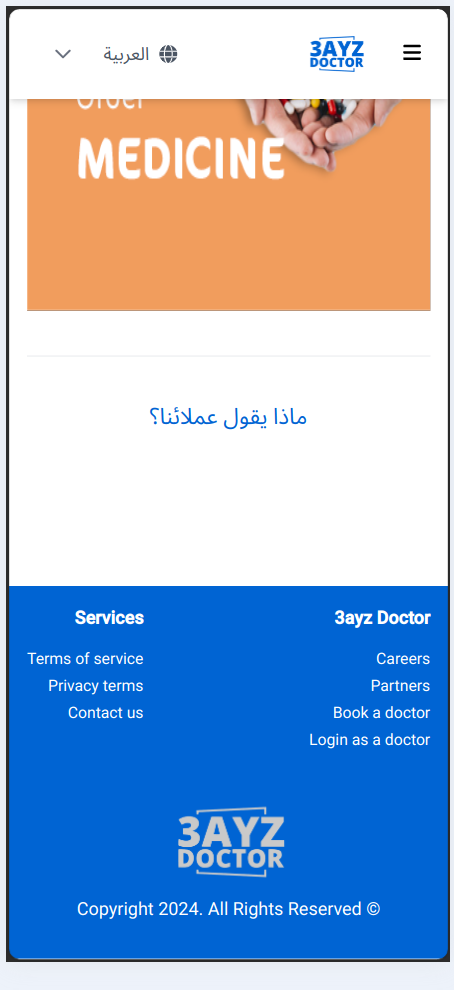 3AYZ
DOCTOR
العربية
Order
MEDICINE
ماذا يقول عملائنا؟
3ayz Doctor
Careers
Partners
Book a doctor
Login as a doctor
Services
Terms of service
Privacy terms
Contact us
3AYZ
DOCTOR
Copyright 2024. All Rights Reserved ©